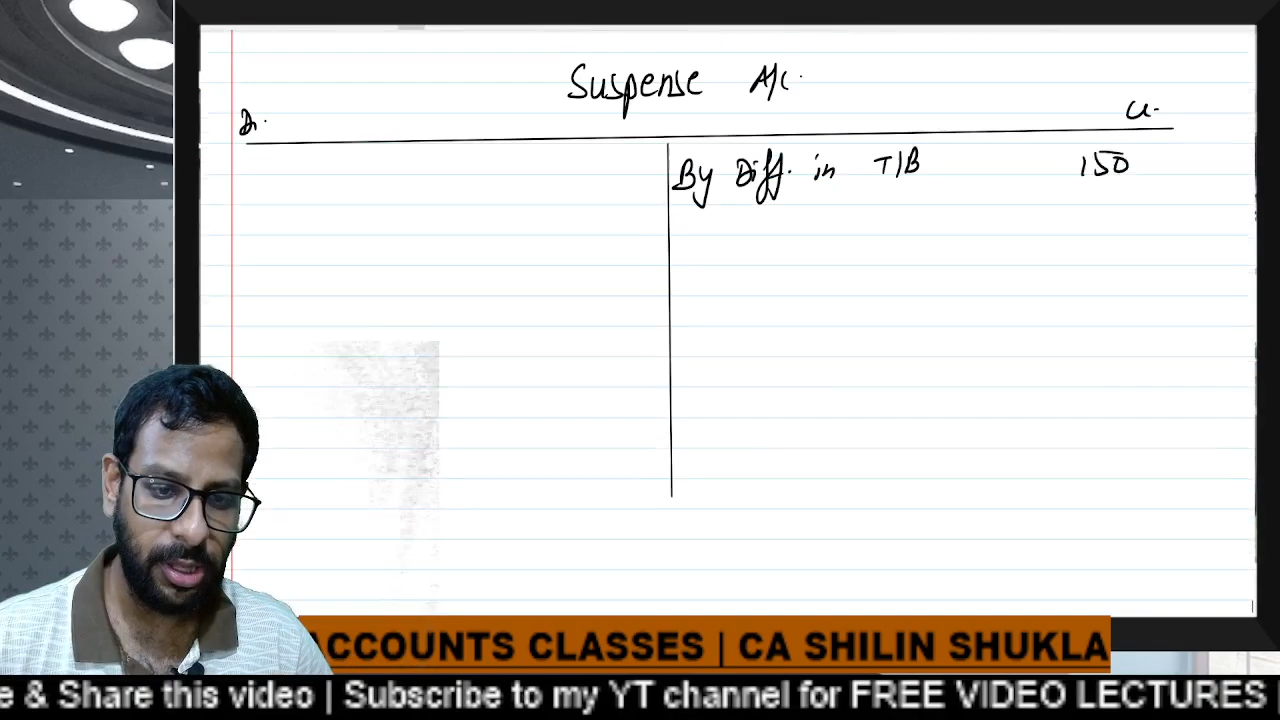 Suspense A/c.
Dr. Cr.
By Diff. in T/B 150
ACCOUNTS CLASSES | CA SHILIN SHUKLA
e & Share this video | Subscribe to my YT channel for FREE VIDEO LECTURES |